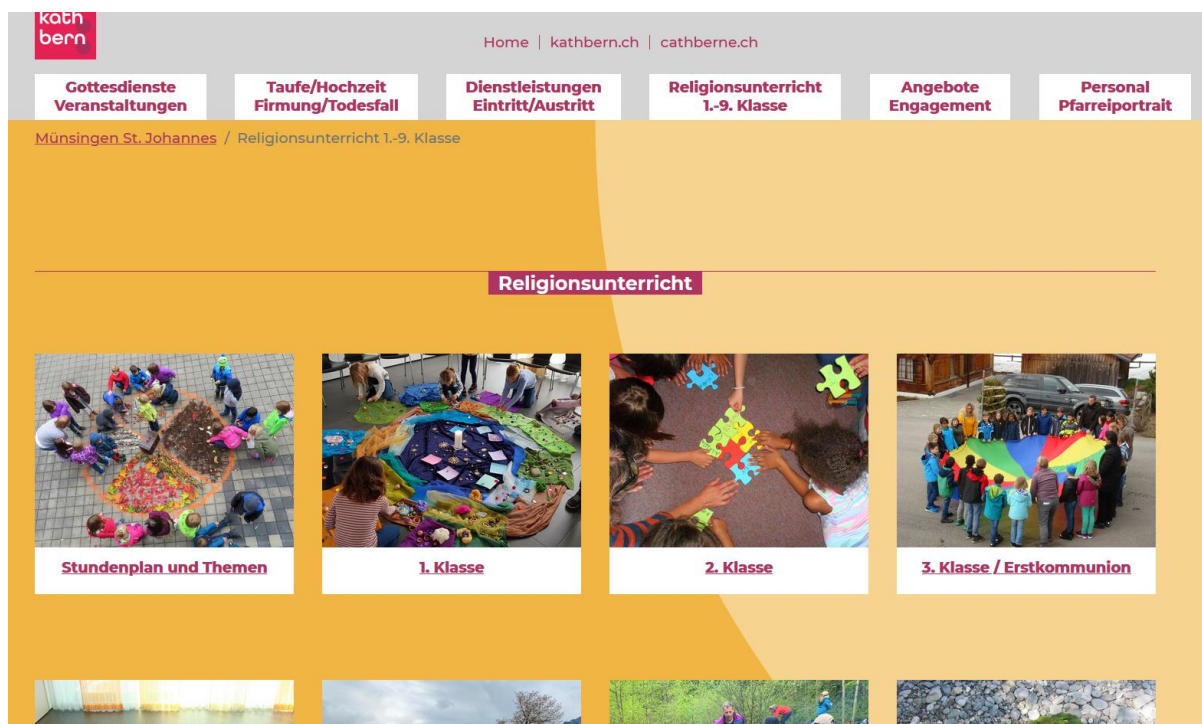 kath
bern
Home | kathbern.ch | cathberne.ch
Gottesdienste
Veranstaltungen
Taufe/Hochzeit
Firmung/Todesfall
Dienstleistungen
Eintritt/Austritt
Religionsunterricht
1.-9. Klasse
Angebote
Engagement
Personal
Pfarreiportrait
Münsingen St. Johannes / Religionsunterricht 1.-9. Klasse
Religionsunterricht
Stundenplan und Themen
1. Klasse
2. Klasse
3. Klasse / Erstkommunion